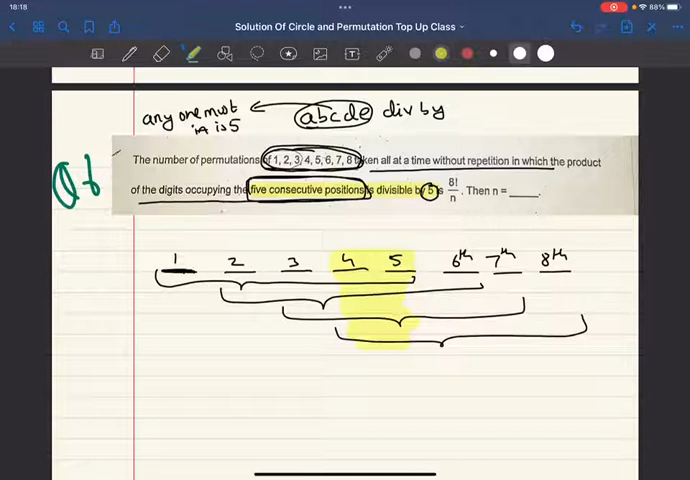 18:18
88%
Solution Of Circle and Permutation Top Up Class
any one must
is 5
abcde div by
Q6
The number of permutations of 1, 2, 3, 4, 5, 6, 7, 8 taken all at a time without repetition in which the product
of the digits occupying the five consecutive positions is divisible by 5 is 8!/n . Then n = ____.
1 2 3 4 5 6th 7th 8th